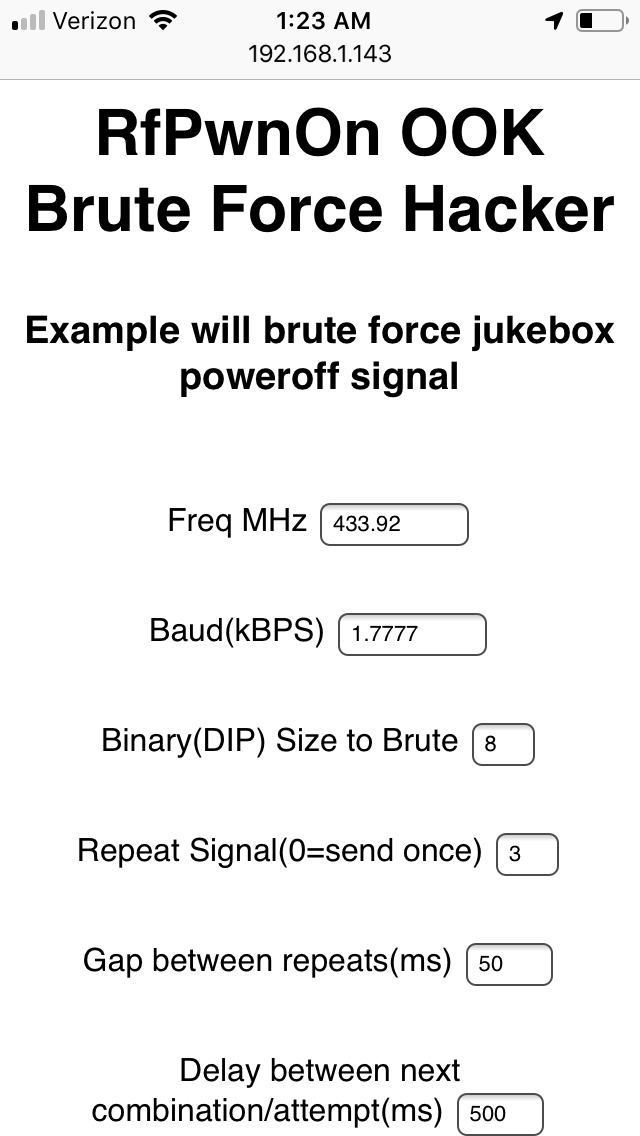 Verizon 1:23 AM
192.168.1.143
RfPwnOn OOK
Brute Force Hacker
Example will brute force jukebox
poweroff signal
Freq MHz 433.92
Baud(kBPS) 1.7777
Binary(DIP) Size to Brute 8
Repeat Signal(0=send once) 3
Gap between repeats(ms) 50
Delay between next
combination/attempt(ms) 500